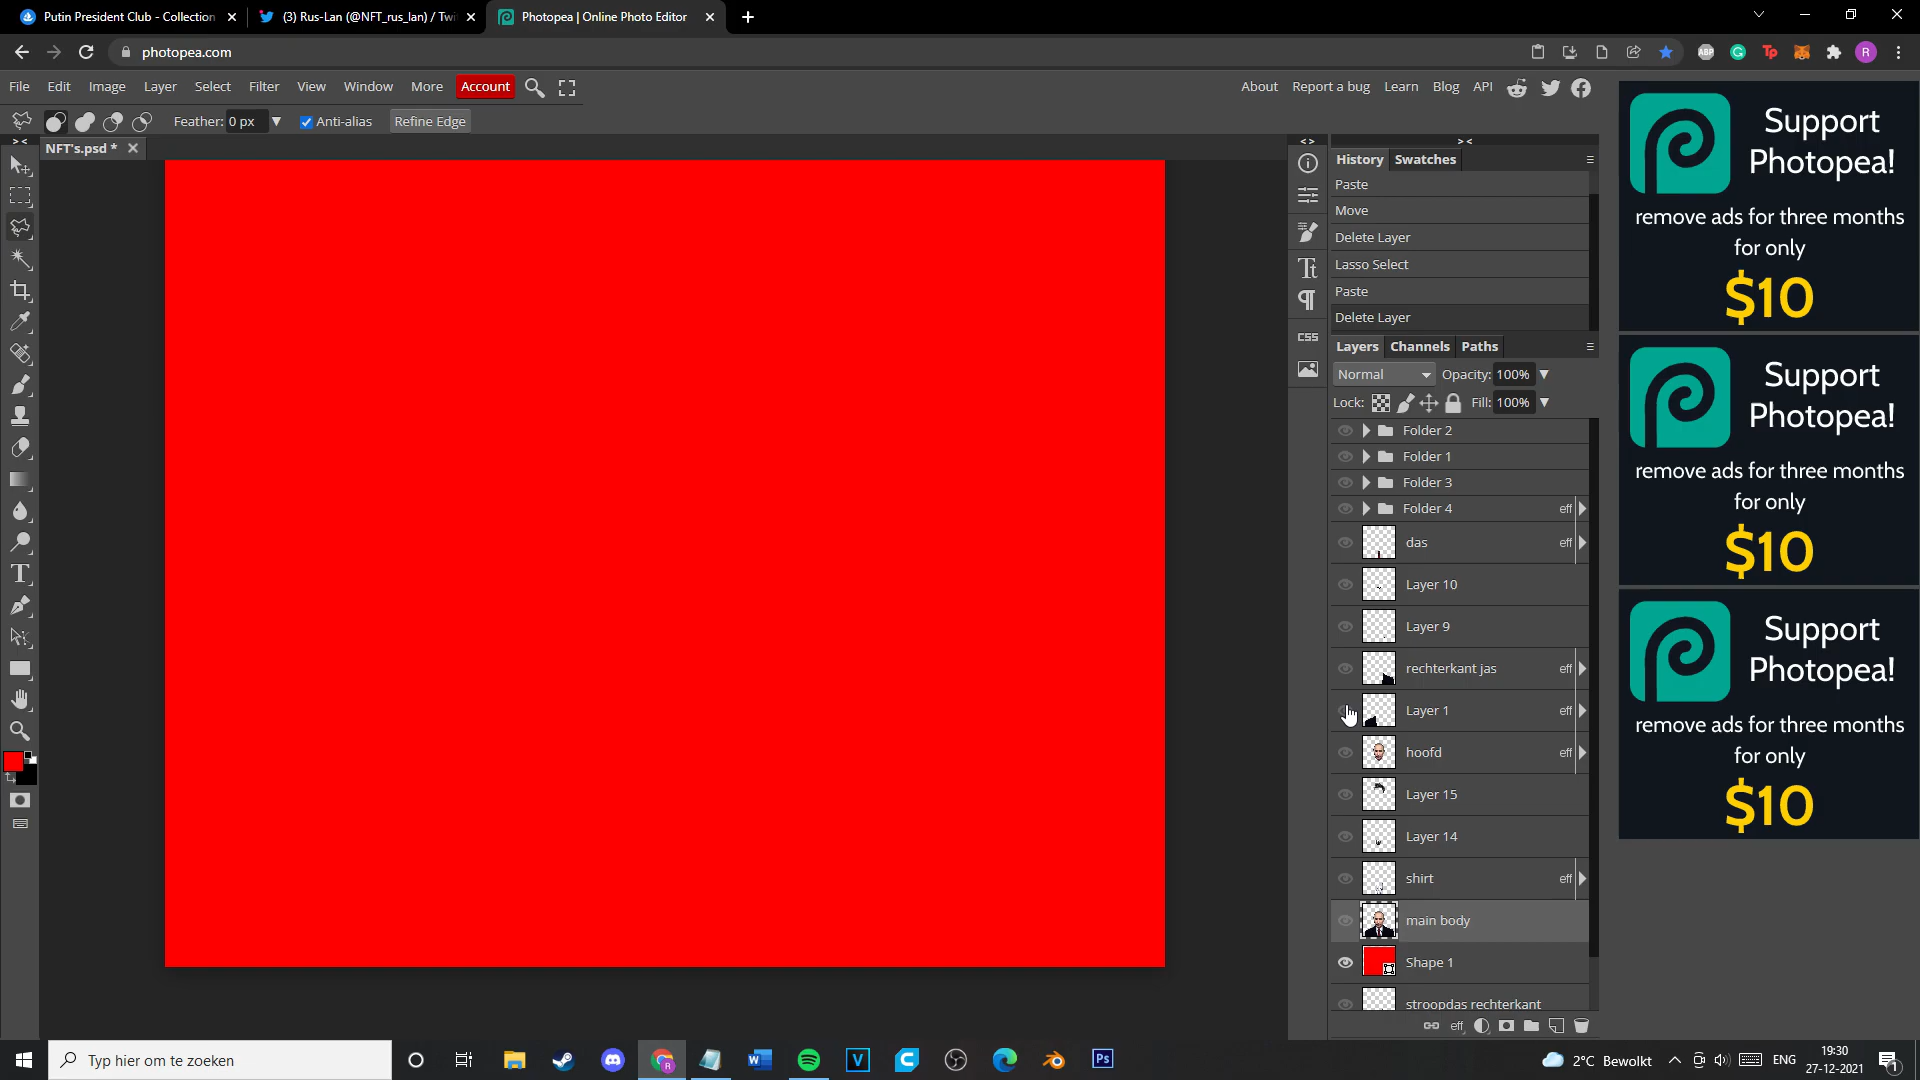 Putin President Club - Collection
(3) Rus-Lan (@NFT_rus_lan) / Twi
Photopea | Online Photo Editor
photopea.com
ABP
Tp
R
File Edit Image Layer Select Filter View Window More Account
About Report a bug Learn Blog API
Feather: 0 px Anti-alias Refine Edge
NFT's.psd *
History Swatches
Paste
Move
Delete Layer
Lasso Select
Paste
Delete Layer
CSS
Layers Channels Paths
Normal Opacity: 100%
Lock: Fill: 100%
Folder 2
Folder 1
Folder 3
Folder 4 eff
das eff
Layer 10
Layer 9
rechterkant jas eff
Layer 1 eff
hoofd eff
Layer 15
Layer 14
shirt eff
main body
Shape 1
stroopdas rechterkant
eff
Support
Photopea!
remove ads for three months
for only
$10
Support
Photopea!
remove ads for three months
for only
$10
Support
Photopea!
remove ads for three months
for only
$10
Typ hier om te zoeken
2°C Bewolkt
ENG
19:30
27-12-2021
1